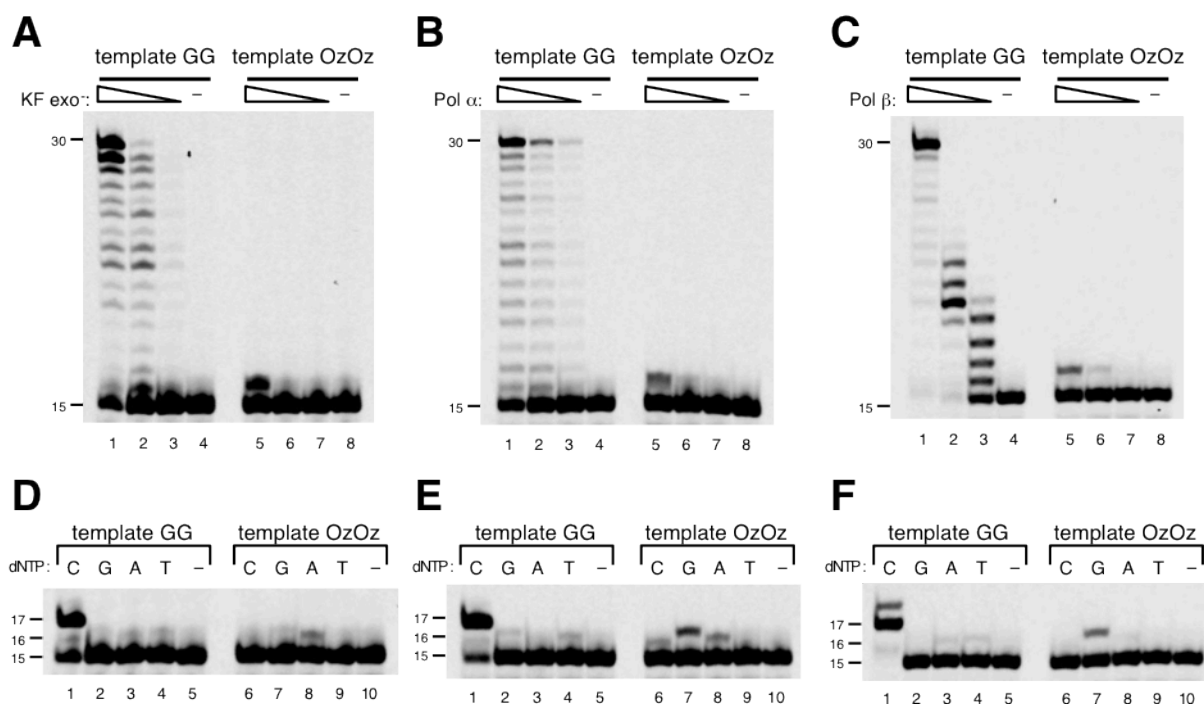 A
template GG template OzOz
KF exo⁻: – –
30
15
1 2 3 4 5 6 7 8
B
template GG template OzOz
Pol α: – –
30
15
1 2 3 4 5 6 7 8
C
template GG template OzOz
Pol β: – –
30
15
1 2 3 4 5 6 7 8
D
template GG template OzOz
dNTP: C G A T – C G A T –
17
16
15
1 2 3 4 5 6 7 8 9 10
E
template GG template OzOz
dNTP: C G A T – C G A T –
17
16
15
1 2 3 4 5 6 7 8 9 10
F
template GG template OzOz
dNTP: C G A T – C G A T –
17
16
15
1 2 3 4 5 6 7 8 9 10